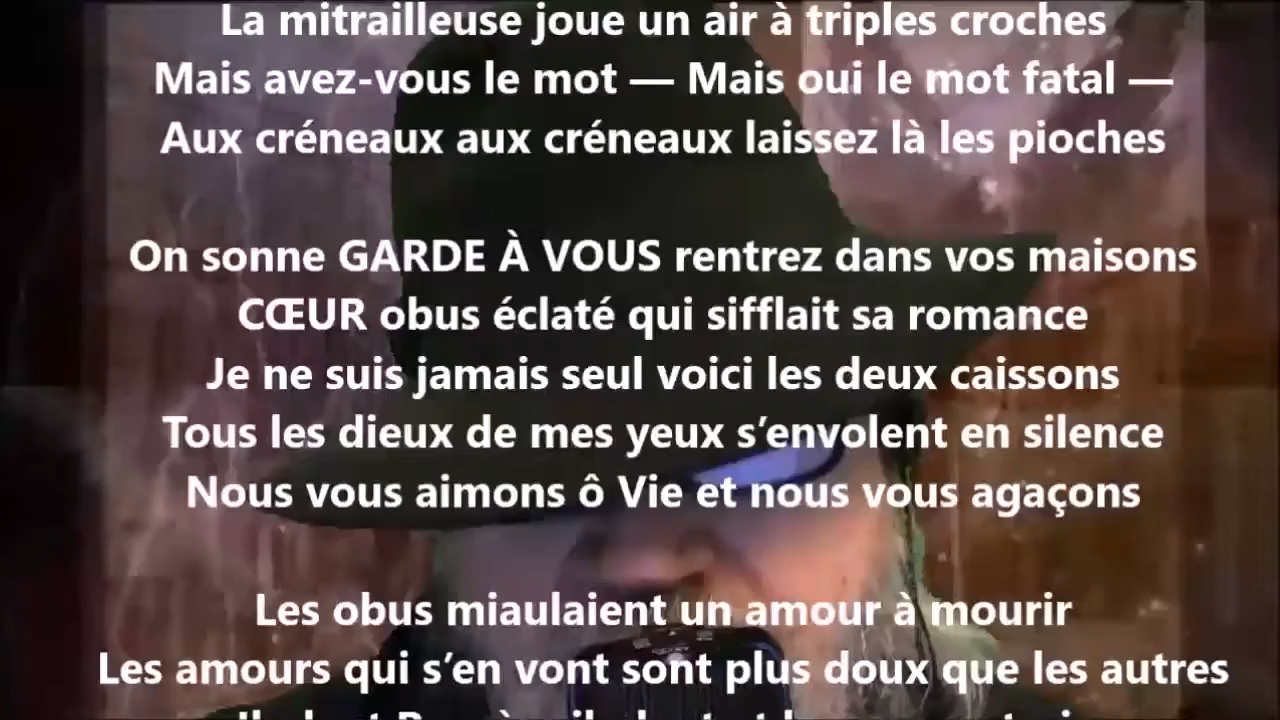 La mitrailleuse joue un air à triples croches
Mais avez-vous le mot — Mais oui le mot fatal —
Aux créneaux aux créneaux laissez là les pioches
On sonne GARDE À VOUS rentrez dans vos maisons
CŒUR obus éclaté qui sifflait sa romance
Je ne suis jamais seul voici les deux caissons
Tous les dieux de mes yeux s’envolent en silence
Nous vous aimons ô Vie et nous vous agaçons
Les obus miaulaient un amour à mourir
Les amours qui s’en vont sont plus doux que les autres